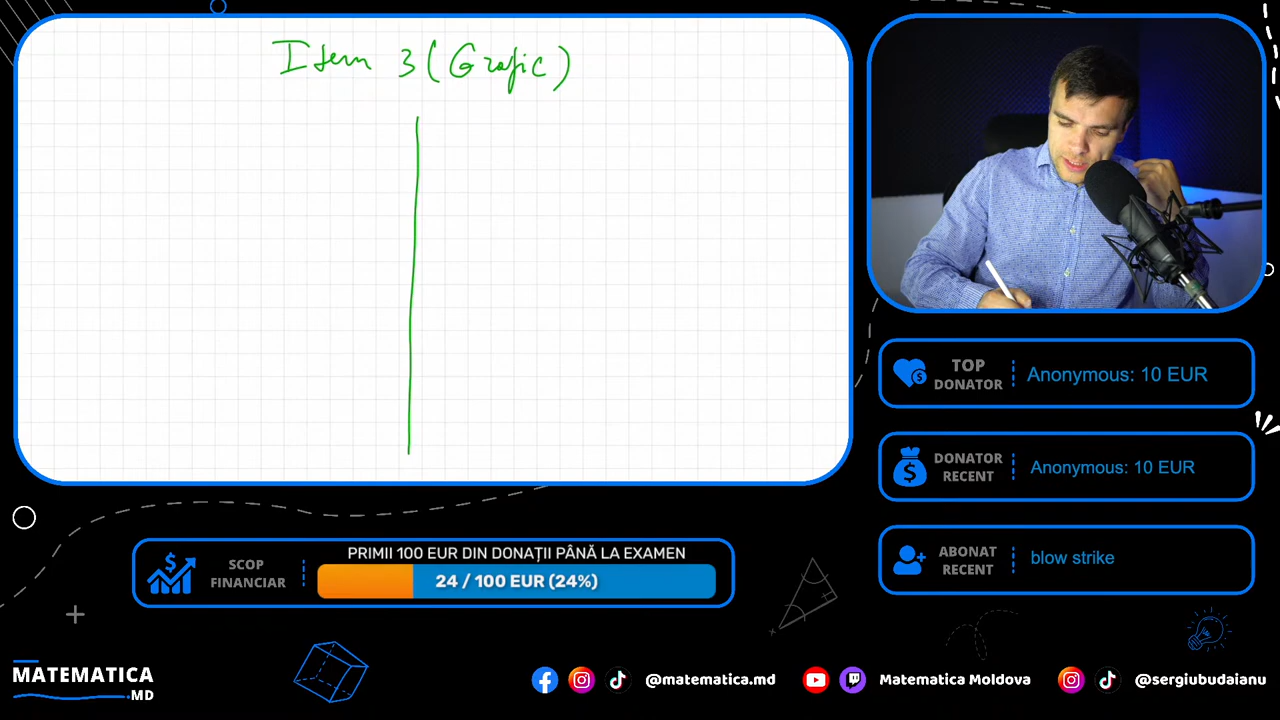 Item 3 (Grafic)
TOP
DONATOR
Anonymous: 10 EUR
DONATOR
RECENT
Anonymous: 10 EUR
ABONAT
RECENT
blow strike
SCOP
FINANCIAR
PRIMII 100 EUR DIN DONAȚII PÂNĂ LA EXAMEN
24 / 100 EUR (24%)
MATEMATICA
.MD
@matematica.md
Matematica Moldova
@sergiubudaianu